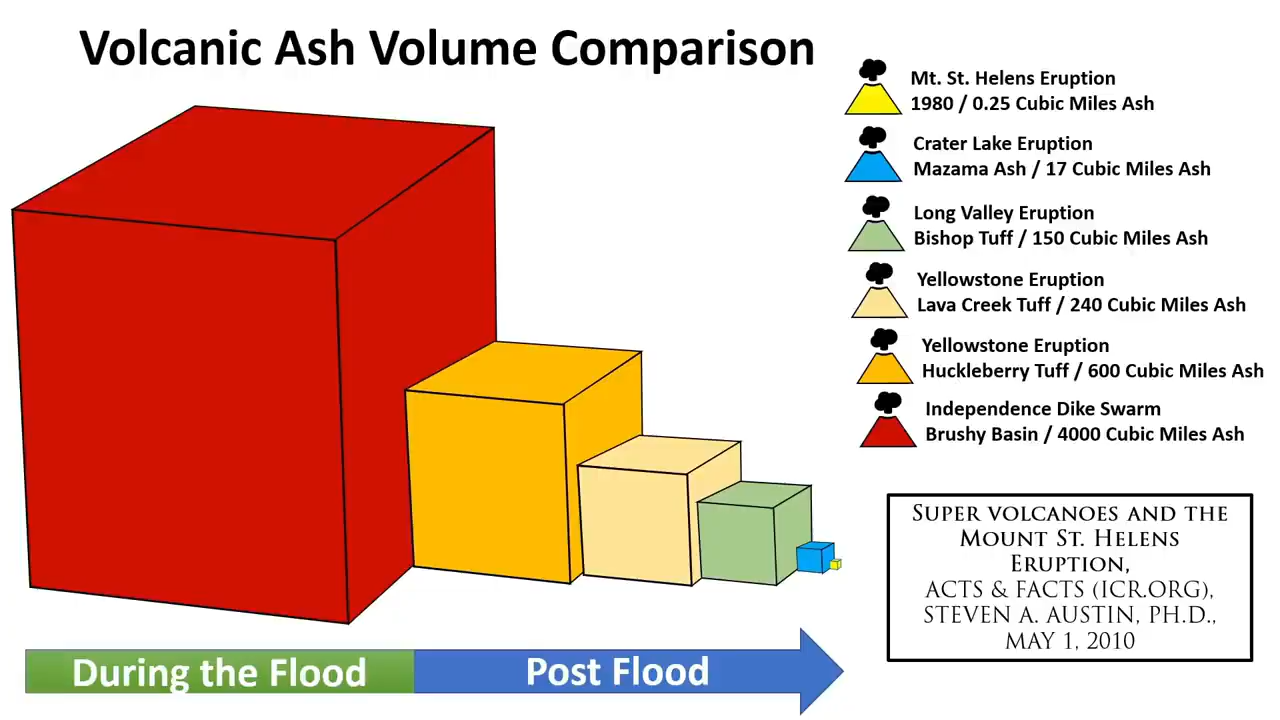 Volcanic Ash Volume Comparison
Mt. St. Helens Eruption
1980 / 0.25 Cubic Miles Ash
Crater Lake Eruption
Mazama Ash / 17 Cubic Miles Ash
Long Valley Eruption
Bishop Tuff / 150 Cubic Miles Ash
Yellowstone Eruption
Lava Creek Tuff / 240 Cubic Miles Ash
Yellowstone Eruption
Huckleberry Tuff / 600 Cubic Miles Ash
Independence Dike Swarm
Brushy Basin / 4000 Cubic Miles Ash
Super volcanoes and the
Mount St. Helens
Eruption,
Acts & Facts (ICR.org),
Steven A. Austin, Ph.D.,
May 1, 2010
During the Flood
Post Flood